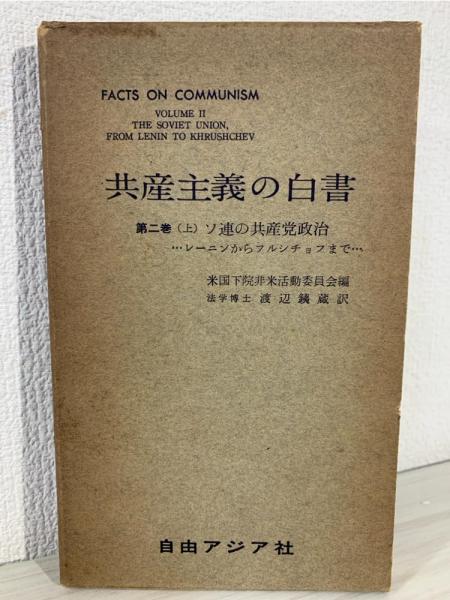 FACTS ON COMMUNISM
VOLUME II
THE SOVIET UNION,
FROM LENIN TO KHRUSHCHEV
共産主義の白書
第二巻(上) ソ連の共産党政治
…レーニンからフルシチョフまで…
米国下院非米活動委員会編
法学博士 渡辺銕蔵訳
自由アジア社